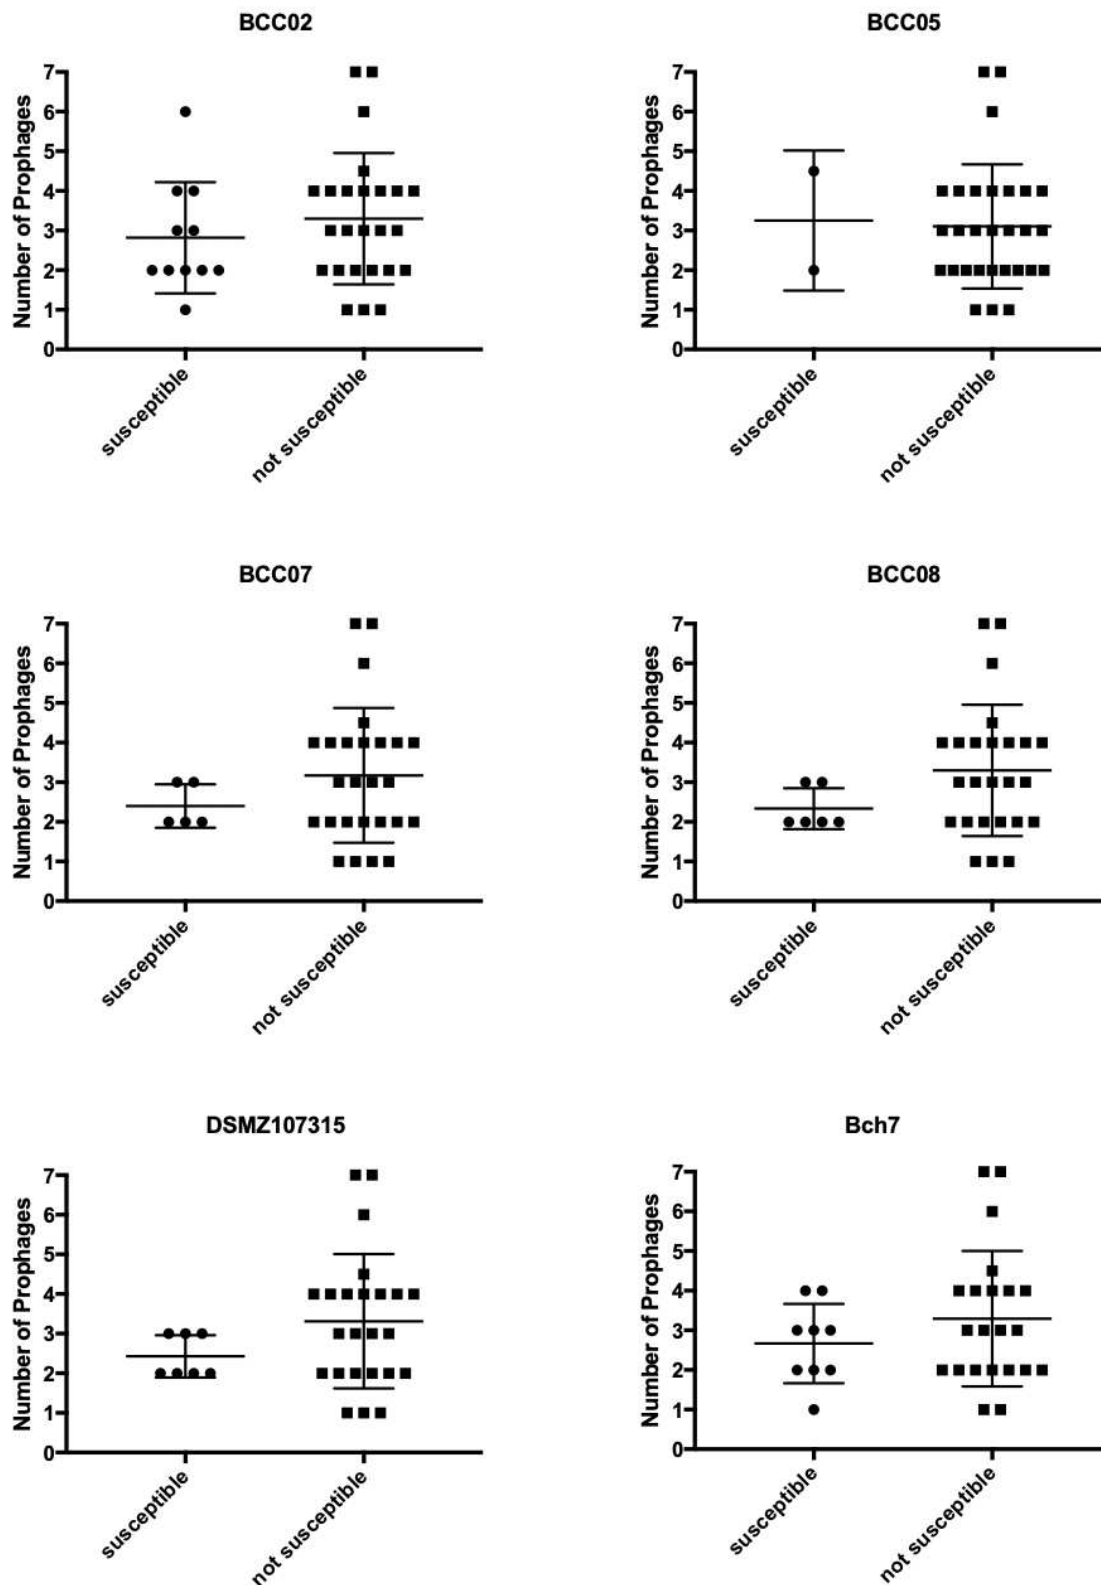 BCC02
Number of Prophages
7
6
5
4
3
2
1
0
susceptible
not susceptible
BCC05
Number of Prophages
7
6
5
4
3
2
1
0
susceptible
not susceptible
BCC07
Number of Prophages
7
6
5
4
3
2
1
0
susceptible
not susceptible
BCC08
Number of Prophages
7
6
5
4
3
2
1
0
susceptible
not susceptible
DSMZ107315
Number of Prophages
7
6
5
4
3
2
1
0
susceptible
not susceptible
Bch7
Number of Prophages
7
6
5
4
3
2
1
0
susceptible
not susceptible